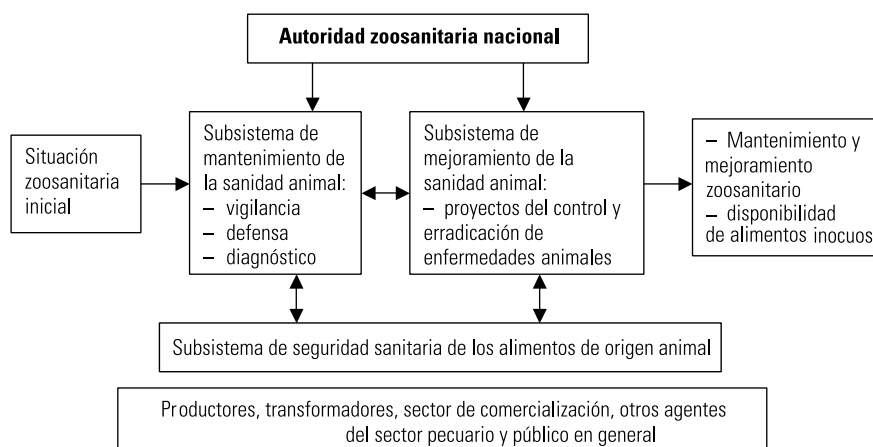 Autoridad zoosanitaria nacional
Situación
zoosanitaria
inicial
Subsistema de
mantenimiento de
la sanidad animal:
– vigilancia
– defensa
– diagnóstico
Subsistema de
mejoramiento de la
sanidad animal:
– proyectos del control y
erradicación de
enfermedades animales
– Mantenimiento y
mejoramiento
zoosanitario
– disponibilidad
de alimentos inocuos
Subsistema de seguridad sanitaria de los alimentos de origen animal
Productores, transformadores, sector de comercialización, otros agentes
del sector pecuario y público en general